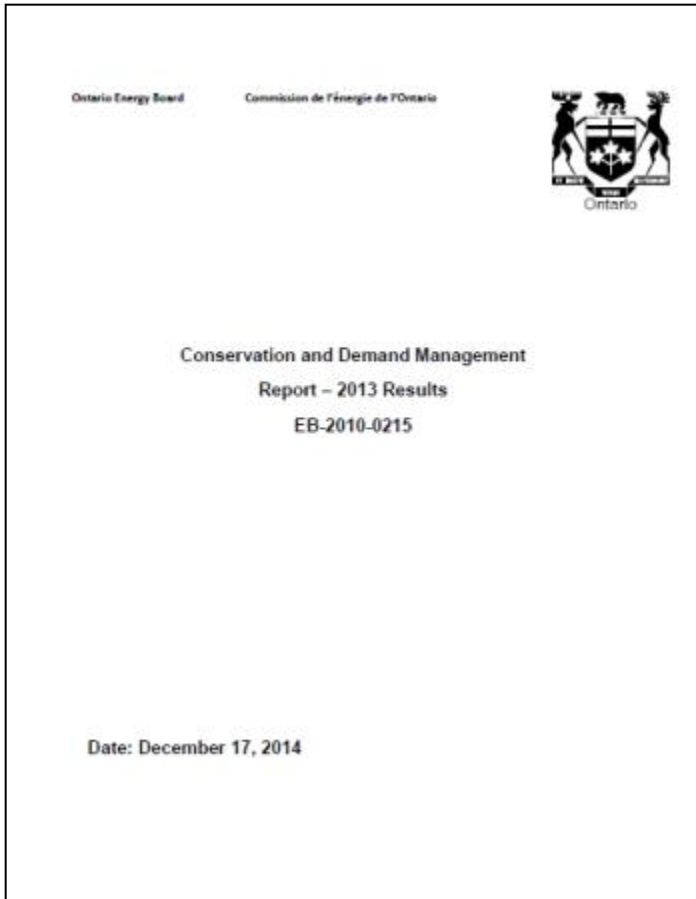 Ontario Energy Board
Commission de l'énergie de l'Ontario
Ontario
Conservation and Demand Management
Report – 2013 Results
EB-2010-0215
Date: December 17, 2014